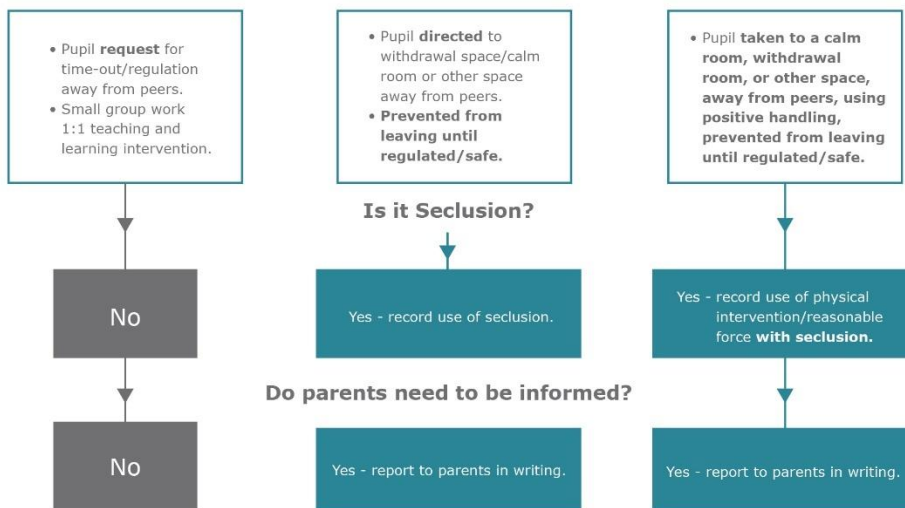 • Pupil request for
time-out/regulation
away from peers.
• Small group work
1:1 teaching and
learning intervention.
• Pupil directed to
withdrawal space/calm
room or other space
away from peers.
• Prevented from
leaving until
regulated/safe.
• Pupil taken to a calm
room, withdrawal
room, or other space,
away from peers, using
positive handling,
prevented from leaving
until regulated/safe.
Is it Seclusion?
No
Yes - record use of seclusion.
Yes - record use of physical
intervention/reasonable
force with seclusion.
Do parents need to be informed?
No
Yes - report to parents in writing.
Yes - report to parents in writing.